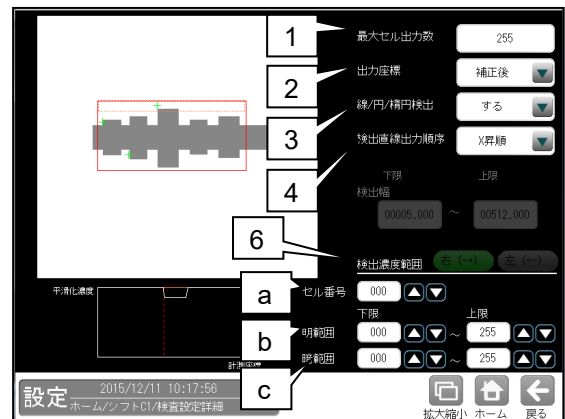 1
最大セル出力数
255
2
出力座標
補正後
3
線/円/楕円検出
する
4
検出直線出力順序
X昇順
下限
上限
検出幅
00005.000
～
00512.000
6
検出濃度範囲
右 (→)
左 (←)
平滑化濃度
a
セル番号
000
下限
上限
b
明範囲
000
～
255
暗範囲
000
～
255
c
設定
2015/12/11 10:17:56
ホーム/シフトC1/検査設定詳細
拡大縮小
ホーム
戻る